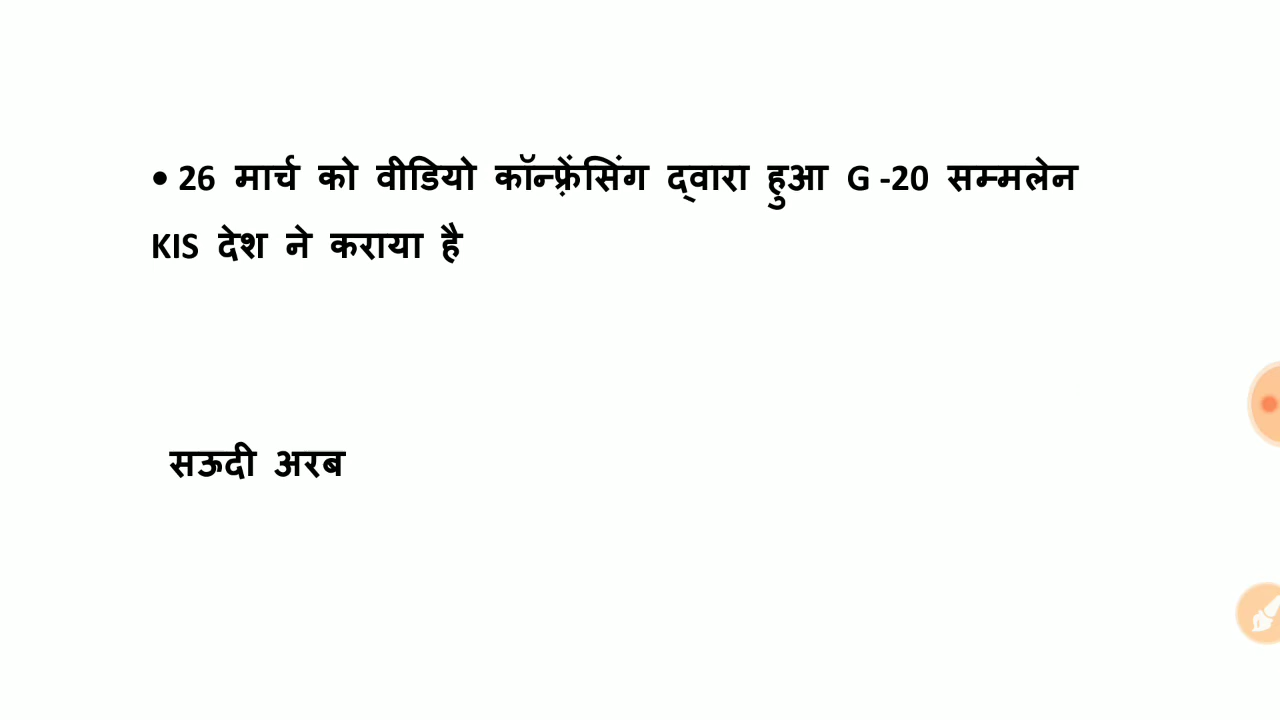 • 26 मार्च को वीडियो कॉन्फ़्रेंसिंग द्वारा हुआ G -20 सम्मलेन
KIS देश ने कराया है
सऊदी अरब